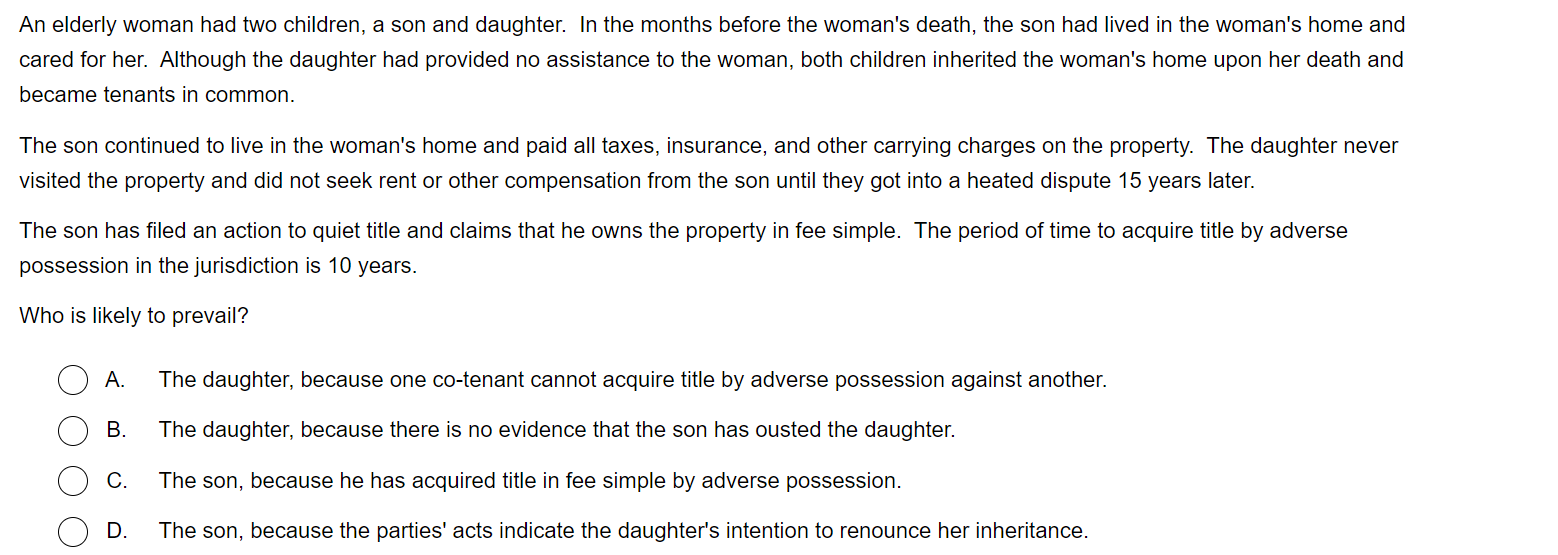 An elderly woman had two children, a son and daughter.  In the months before the woman's death, the son had lived in the woman's home and
cared for her.  Although the daughter had provided no assistance to the woman, both children inherited the woman's home upon her death and
became tenants in common.
The son continued to live in the woman's home and paid all taxes, insurance, and other carrying charges on the property.  The daughter never
visited the property and did not seek rent or other compensation from the son until they got into a heated dispute 15 years later.
The son has filed an action to quiet title and claims that he owns the property in fee simple.  The period of time to acquire title by adverse
possession in the jurisdiction is 10 years.
Who is likely to prevail?
A. The daughter, because one co-tenant cannot acquire title by adverse possession against another.
B. The daughter, because there is no evidence that the son has ousted the daughter.
C. The son, because he has acquired title in fee simple by adverse possession.
D. The son, because the parties' acts indicate the daughter's intention to renounce her inheritance.